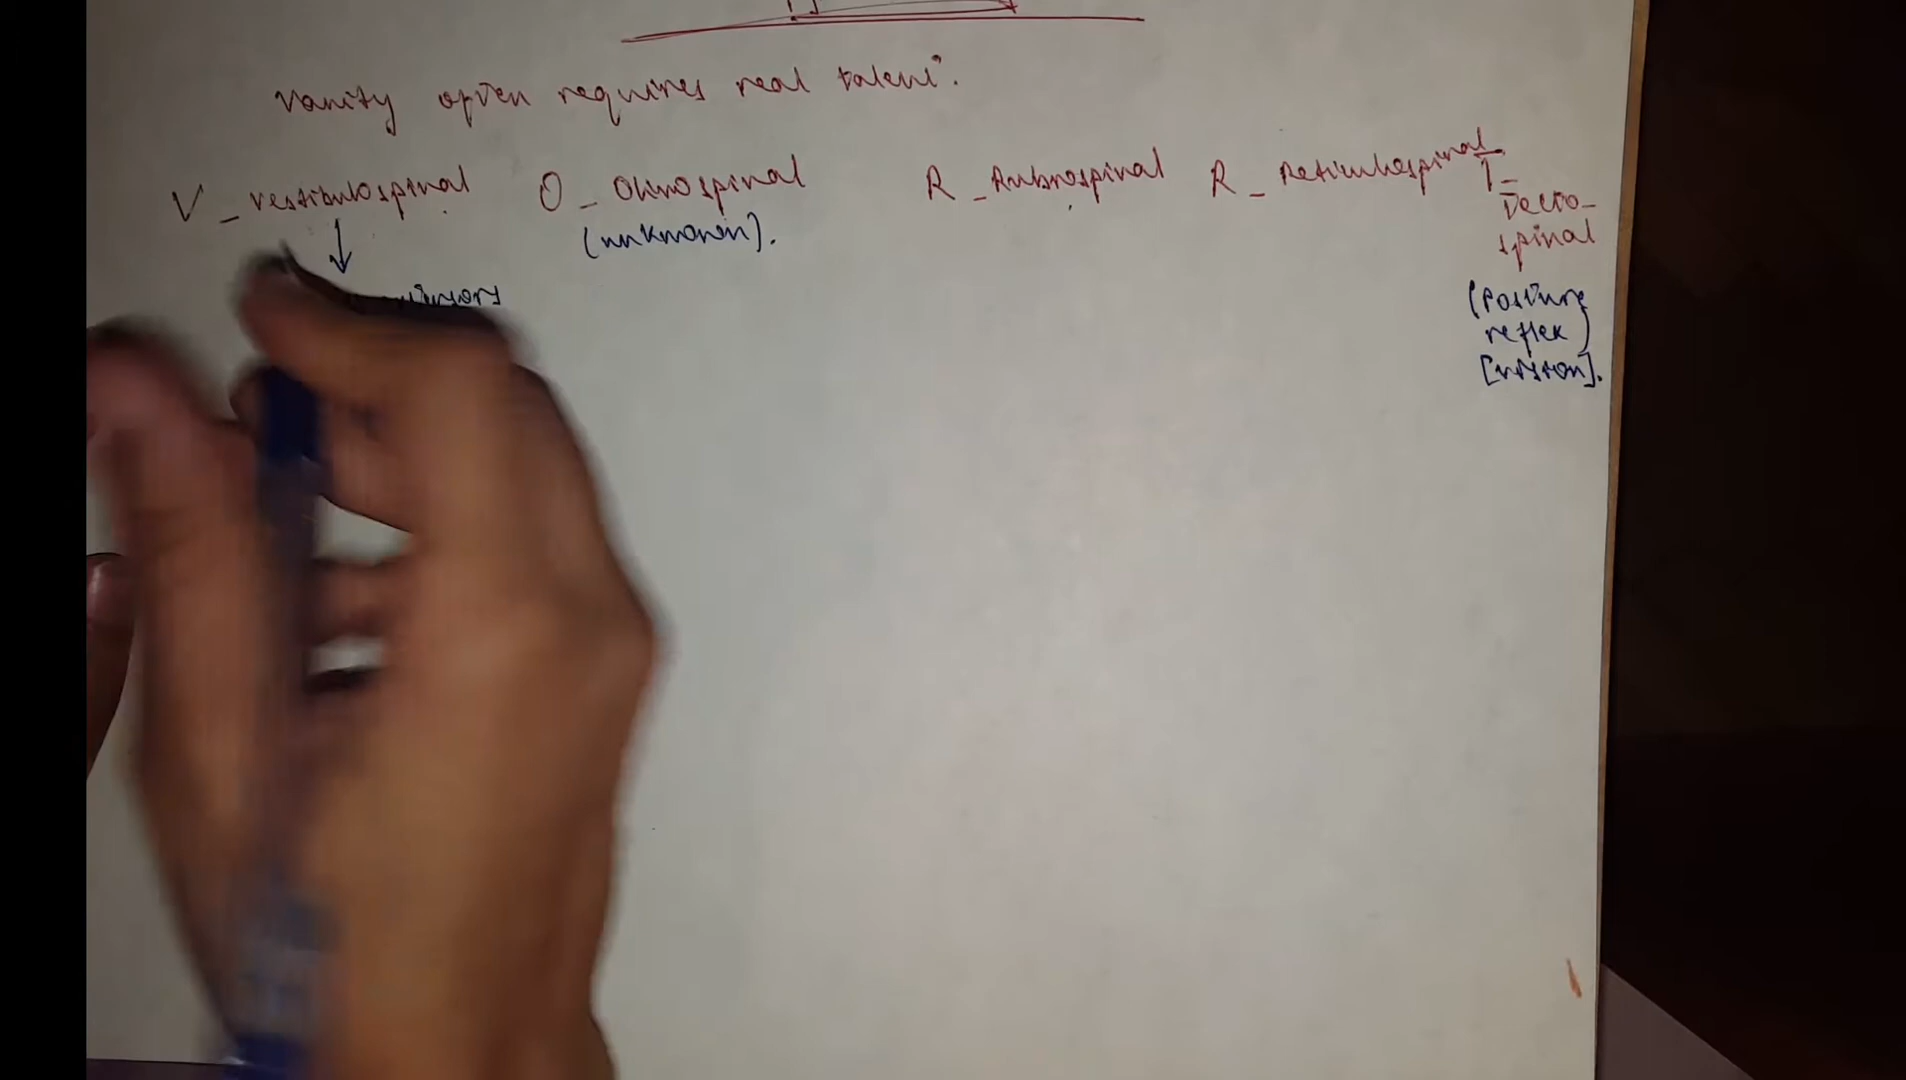 Vanity often requires real talent".
V - vestibulospinal O - Olivospinal R - Rubrospinal R - Reticulospinal T -
Tecto-
spinal
(unknown).
(Posture
reflex)
[vision].